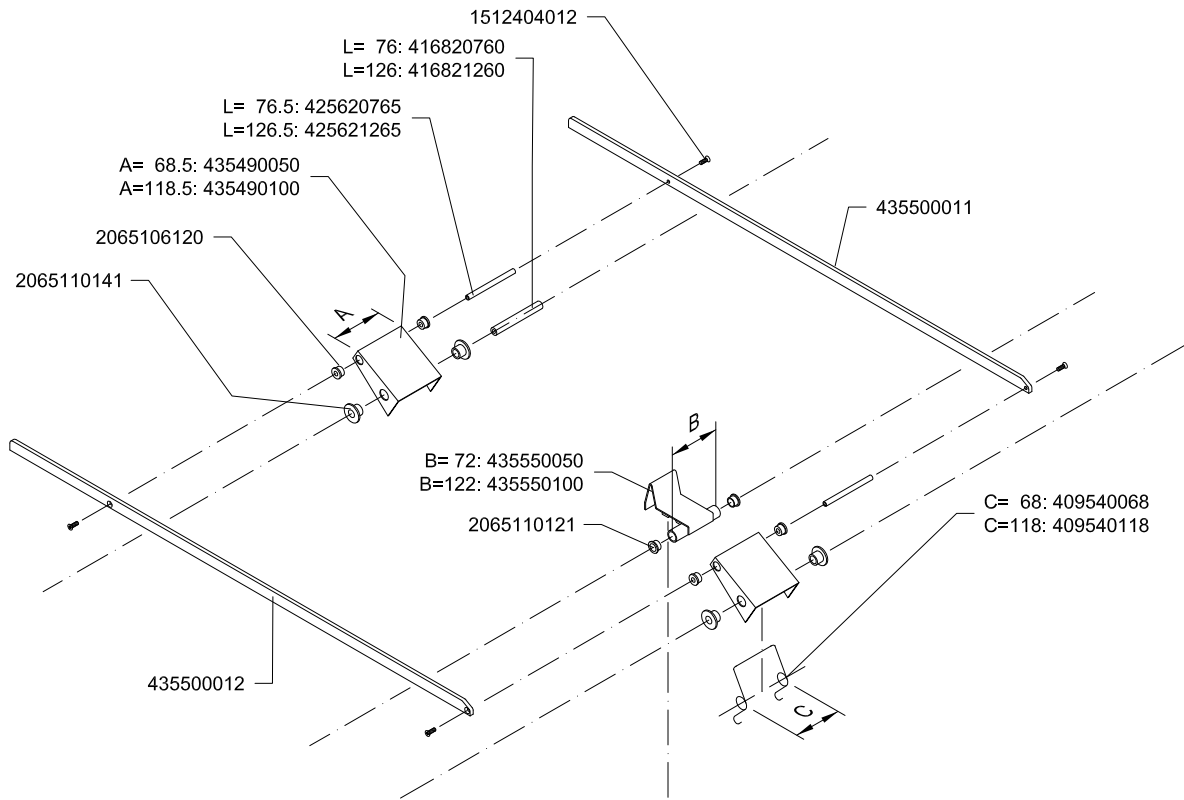 1512404012
L= 76: 416820760
L=126: 416821260
L= 76.5: 425620765
L=126.5: 425621265
A= 68.5: 435490050
A=118.5: 435490100
435500011
2065106120
2065110141
A
B
B= 72: 435550050
B=122: 435550100
C= 68: 409540068
C=118: 409540118
2065110121
435500012
C